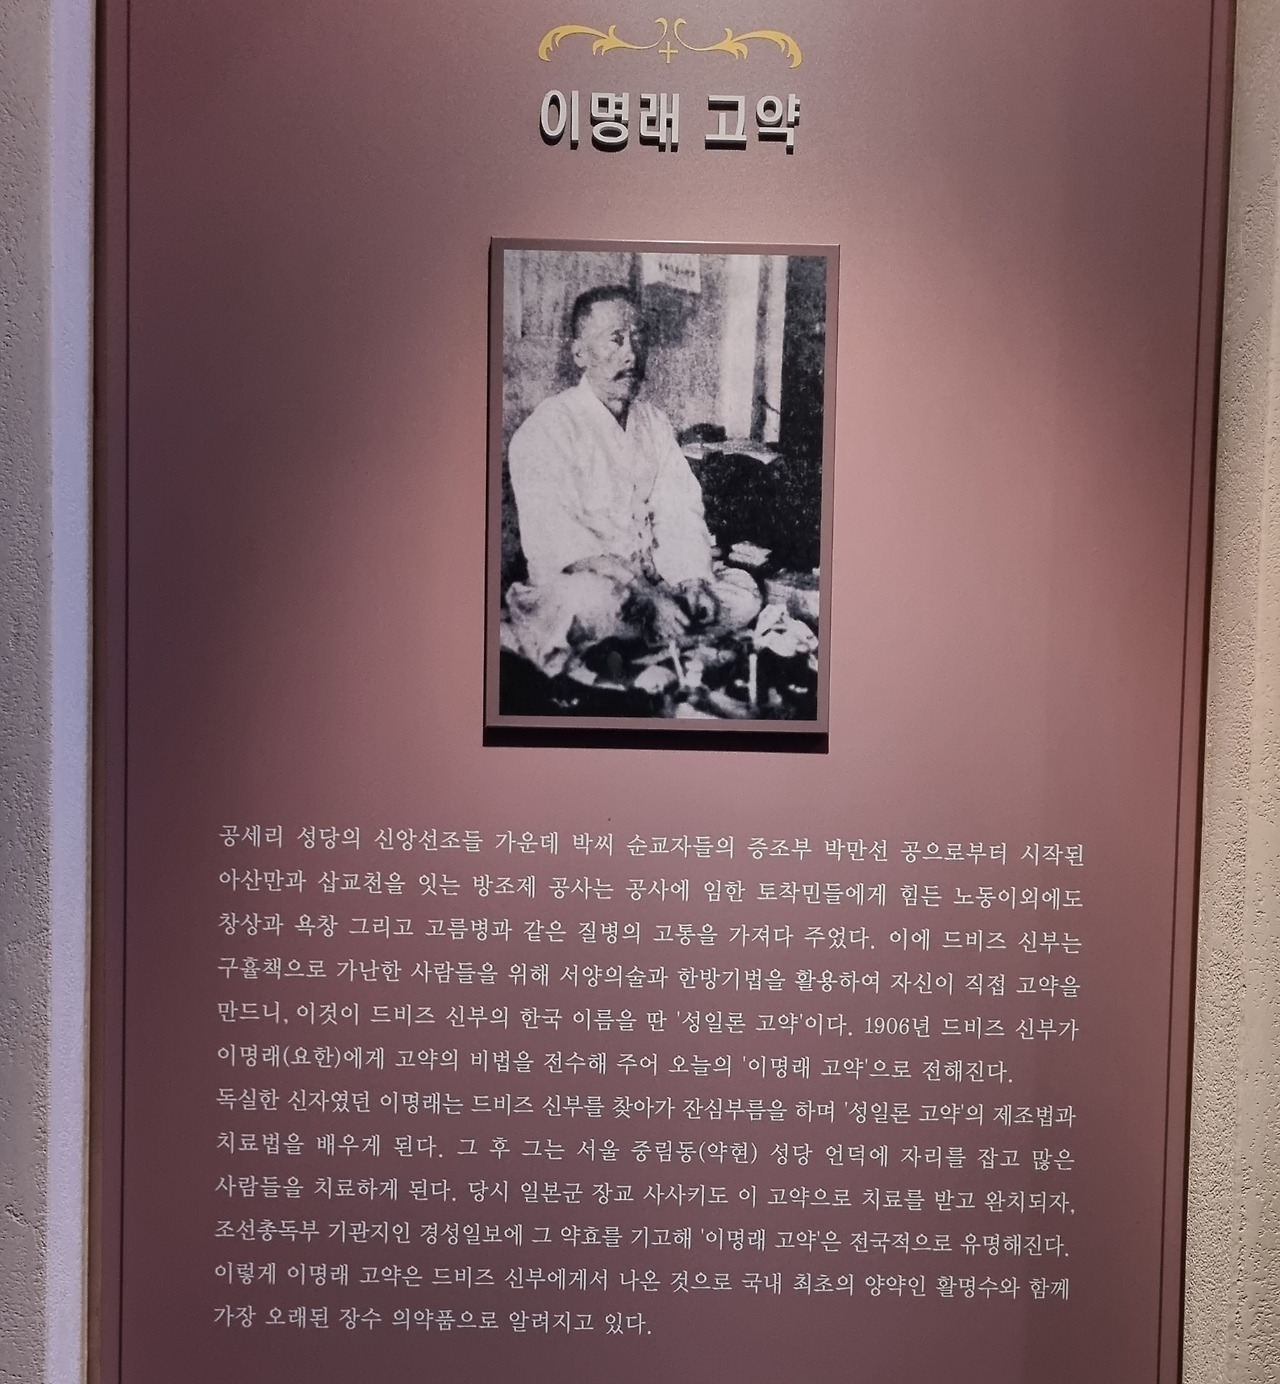 이명래 고약
공세리 성당의 신앙선조들 가운데 박씨 순교자들의 증조부 박만선 공으로부터 시작된
아산만과 삽교천을 잇는 방조제 공사는 공사에 임한 토착민들에게 힘든 노동이외에도
창상과 욕창 그리고 고름병과 같은 질병의 고통을 가져다 주었다. 이에 드비즈 신부는
구휼책으로 가난한 사람들을 위해 서양의술과 한방기법을 활용하여 자신이 직접 고약을
만드니, 이것이 드비즈 신부의 한국 이름을 딴 '성일론 고약'이다. 1906년 드비즈 신부가
이명래(요한)에게 고약의 비법을 전수해 주어 오늘의 '이명래 고약'으로 전해진다.
독실한 신자였던 이명래는 드비즈 신부를 찾아가 잔심부름을 하며 '성일론 고약'의 제조법과
치료법을 배우게 된다. 그 후 그는 서울 중림동(약현) 성당 언덕에 자리를 잡고 많은
사람들을 치료하게 된다. 당시 일본군 장교 사사키도 이 고약으로 치료를 받고 완치되자,
조선총독부 기관지인 경성일보에 그 약효를 기고해 '이명래 고약'은 전국적으로 유명해진다.
이렇게 이명래 고약은 드비즈 신부에게서 나온 것으로 국내 최초의 양약인 활명수와 함께
가장 오래된 장수 의약품으로 알려지고 있다.